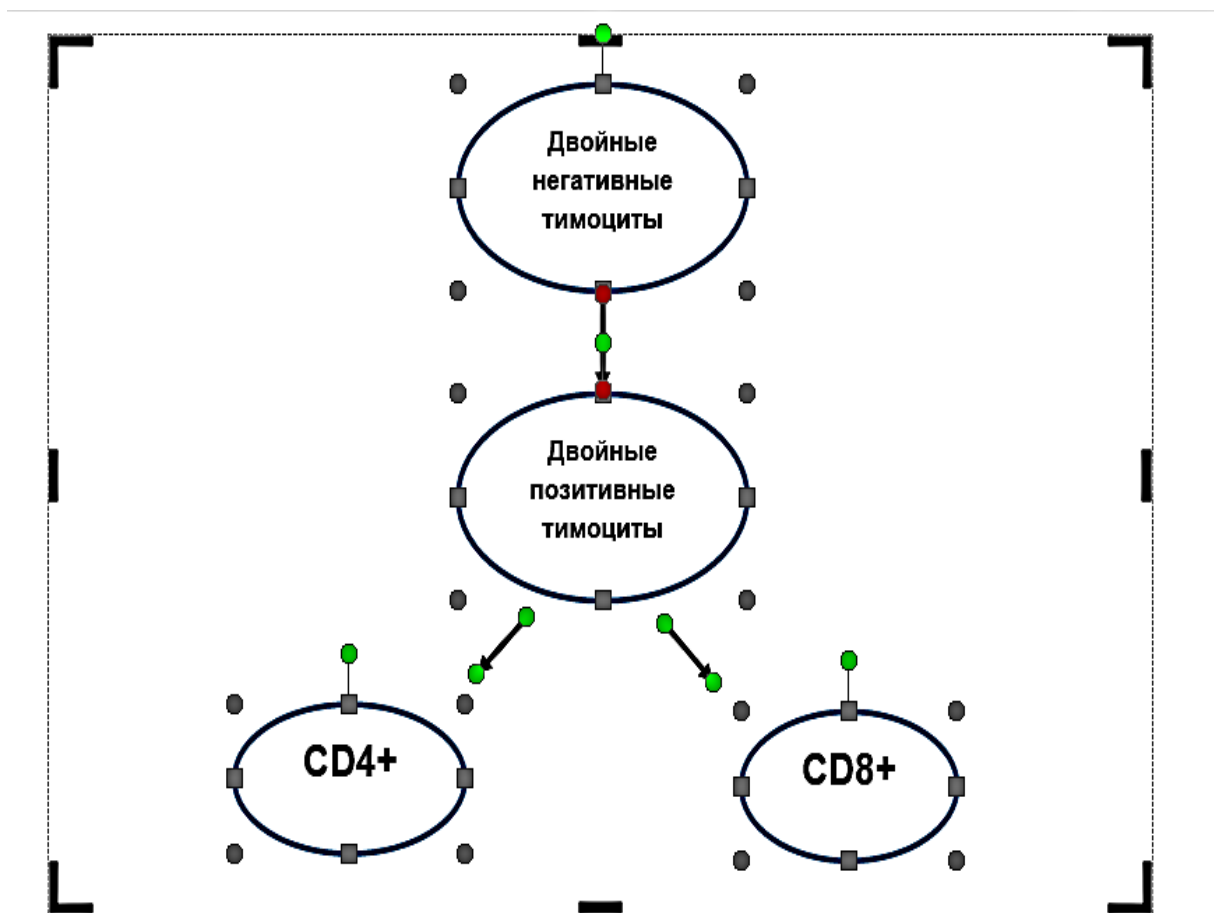 Двойные
негативные
тимоциты
Двойные
позитивные
тимоциты
CD4+
CD8+